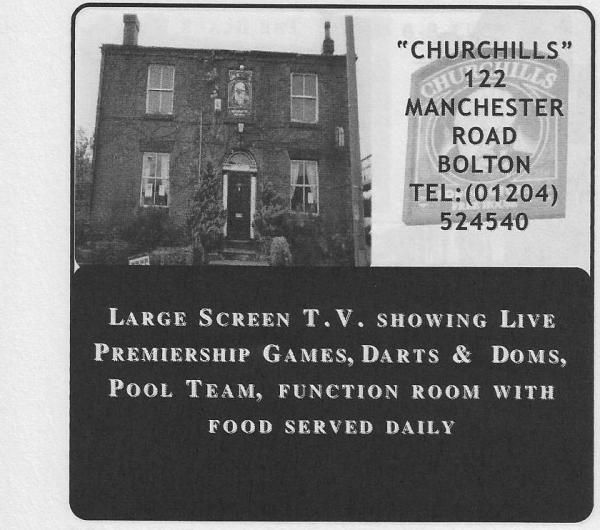 "CHURCHILLS"
122
MANCHESTER
ROAD
BOLTON
TEL:(01204)
524540
CHURCHILLS
LARGE SCREEN T.V. SHOWING LIVE
PREMIERSHIP GAMES, DARTS & DOMS,
POOL TEAM, FUNCTION ROOM WITH
FOOD SERVED DAILY